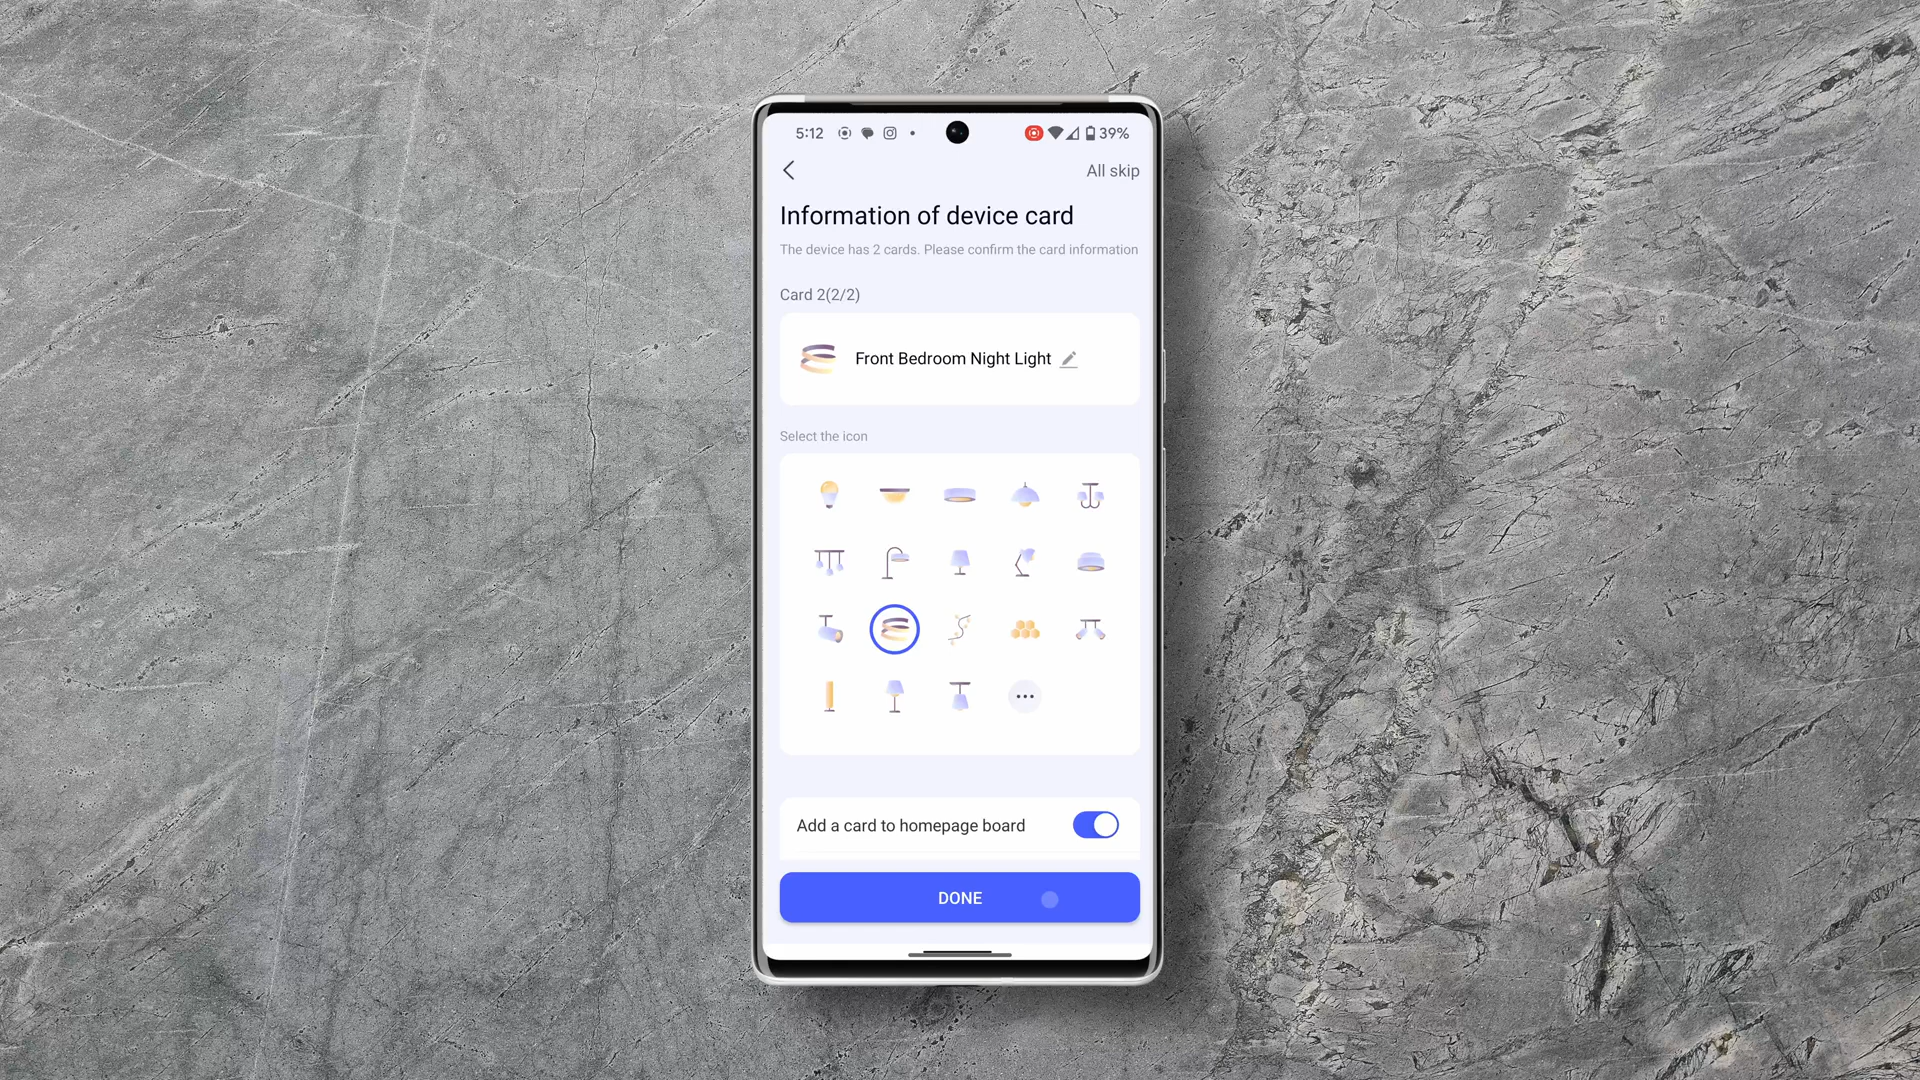 5:12
39%
All skip
Information of device card
The device has 2 cards. Please confirm the card information
Card 2(2/2)
Front Bedroom Night Light
Select the icon
Add a card to homepage board
DONE